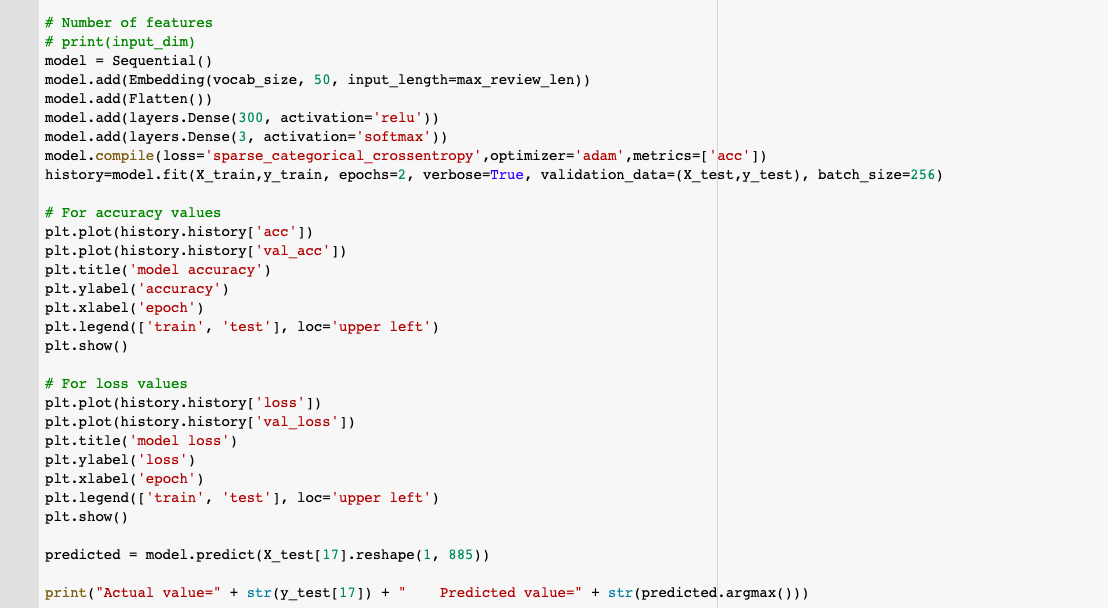 # Number of features
# print(input_dim)
model = Sequential()
model.add(Embedding(vocab_size, 50, input_length=max_review_len))
model.add(Flatten())
model.add(layers.Dense(300, activation='relu'))
model.add(layers.Dense(3, activation='softmax'))
model.compile(loss='sparse_categorical_crossentropy',optimizer='adam',metrics=['acc'])
history=model.fit(X_train,y_train, epochs=2, verbose=True, validation_data=(X_test,y_test), batch_size=256)
# For accuracy values
plt.plot(history.history['acc'])
plt.plot(history.history['val_acc'])
plt.title('model accuracy')
plt.ylabel('accuracy')
plt.xlabel('epoch')
plt.legend(['train', 'test'], loc='upper left')
plt.show()
# For loss values
plt.plot(history.history['loss'])
plt.plot(history.history['val_loss'])
plt.title('model loss')
plt.ylabel('loss')
plt.xlabel('epoch')
plt.legend(['train', 'test'], loc='upper left')
plt.show()
predicted = model.predict(X_test[17].reshape(1, 885))
print("Actual value=" + str(y_test[17]) + "    Predicted value=" + str(predicted.argmax()))